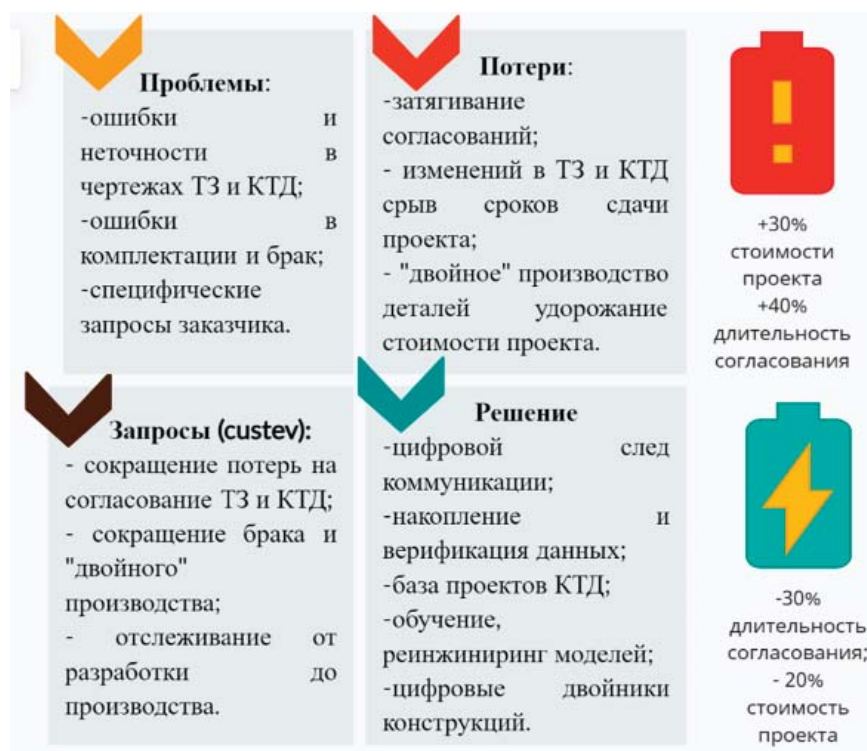 Проблемы:
-ошибки и
неточности в
чертежах ТЗ и КТД;
-ошибки в
комплектации и брак;
-специфические
запросы заказчика.
Потери:
-затягивание
согласований;
- изменений в ТЗ и КТД
срыв сроков сдачи
проекта;
- "двойное" производство
деталей удорожание
стоимости проекта.
+30%
стоимости
проекта
+40%
длительность
согласования
Запросы (custev):
- сокращение потерь на
согласование ТЗ и КТД;
- сокращение брака и
"двойного"
производства;
- отслеживание от
разработки до
производства.
Решение
-цифровой след
коммуникации;
-накопление и
верификация данных;
-база проектов КТД;
-обучение,
реинжиниринг моделей;
-цифровые двойники
конструкций.
-30%
длительность
согласования;
- 20%
стоимость
проекта